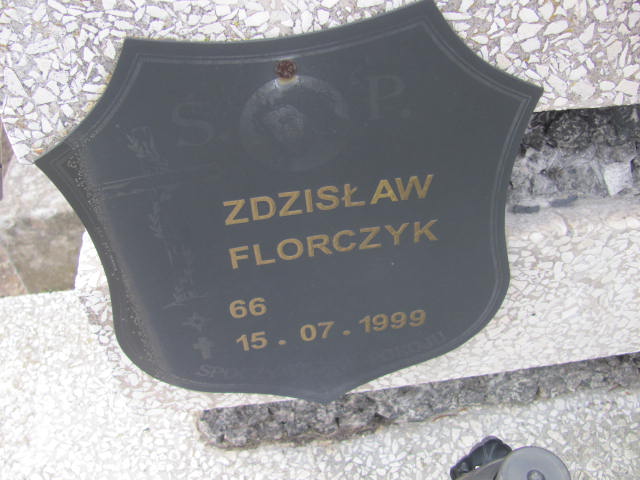 S. P.
ZDZISŁAW
FLORCZYK
66
15.07.1999